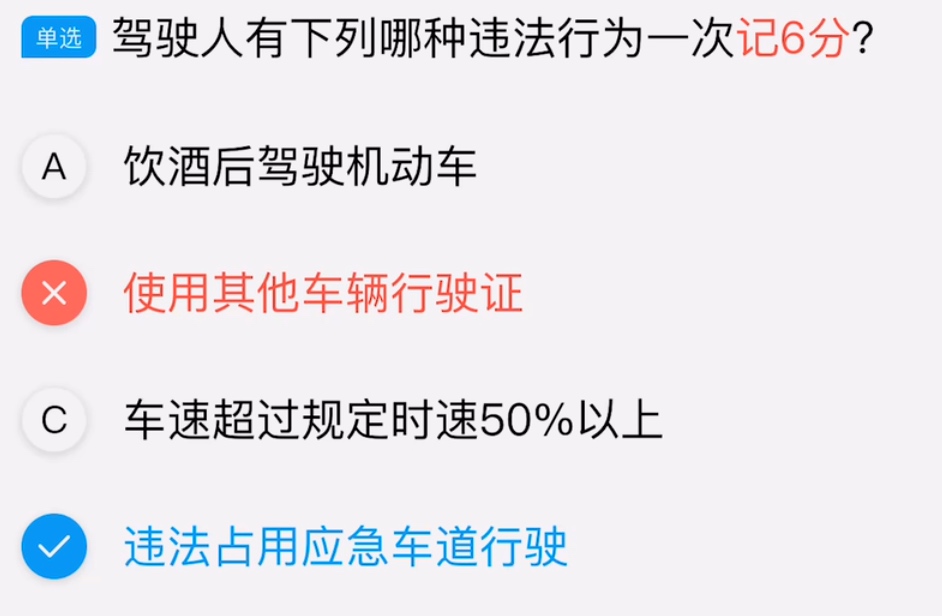 单选 驾驶人有下列哪种违法行为一次记6分?
A 饮酒后驾驶机动车
使用其他车辆行驶证
C 车速超过规定时速50%以上
违法占用应急车道行驶